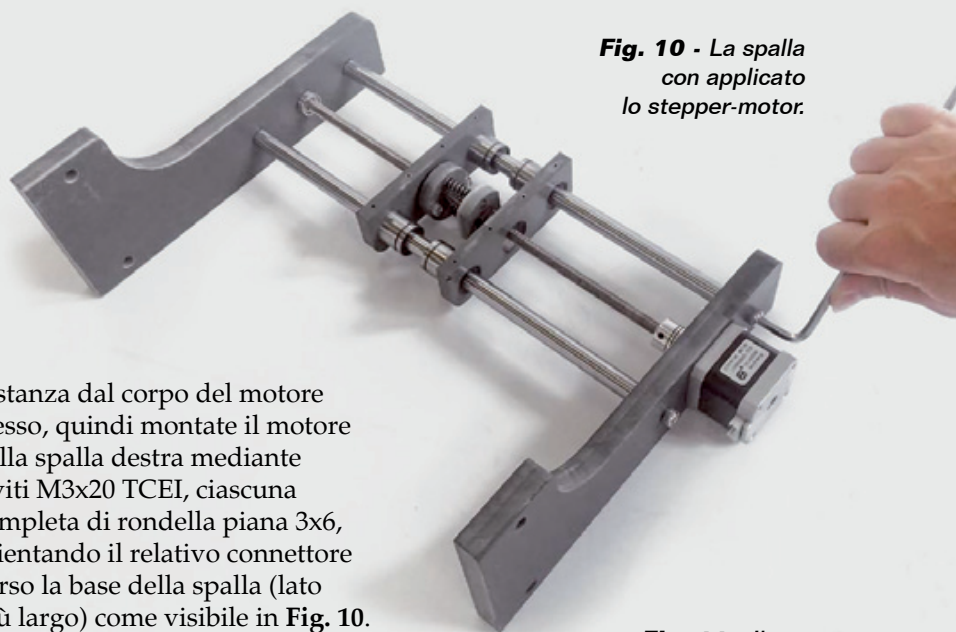 Fig. 10 - La spalla
con applicato
lo stepper-motor.
stanza dal corpo del motore
esso, quindi montate il motore
lla spalla destra mediante
viti M3x20 TCEI, ciascuna
mpleta di rondella piana 3x6,
ientando il relativo connettore
rso la base della spalla (lato
ù largo) come visibile in Fig. 10.